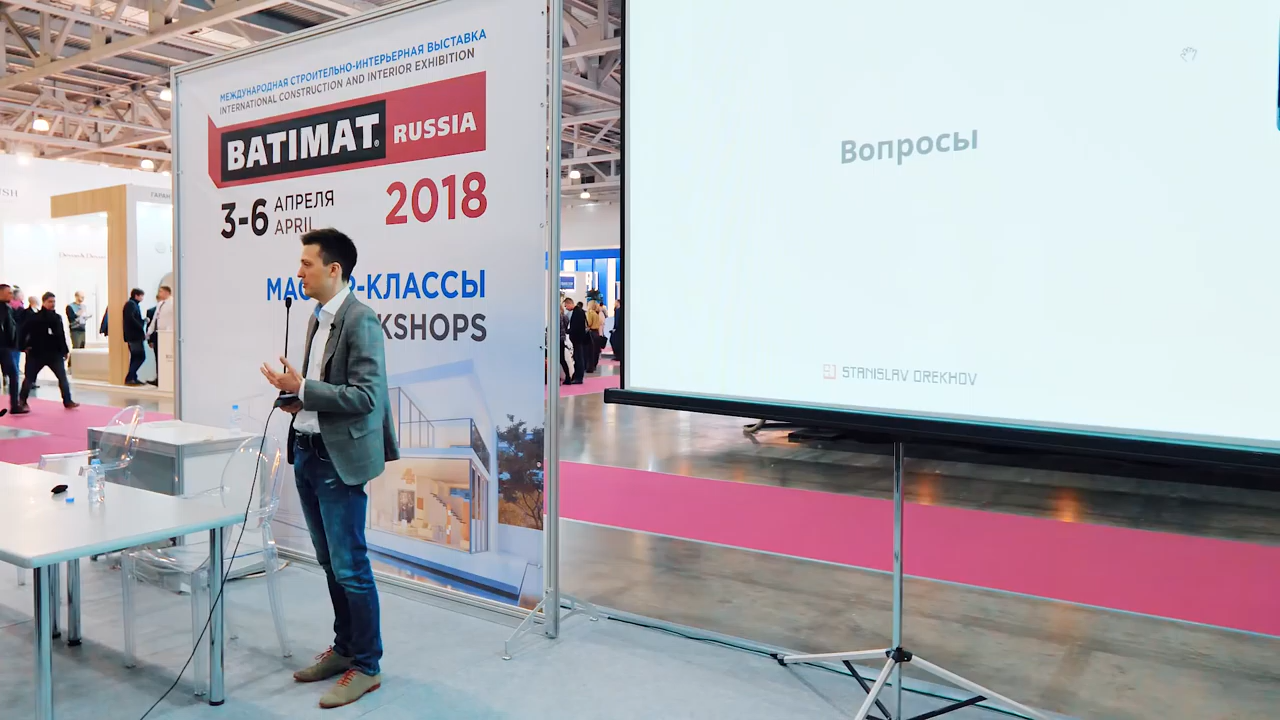 МЕЖДУНАРОДНАЯ СТРОИТЕЛЬНО-ИНТЕРЬЕРНАЯ ВЫСТАВКА
INTERNATIONAL CONSTRUCTION AND INTERIOR EXHIBITION
BATIMAT® RUSSIA
3-6 АПРЕЛЯ
APRIL
2018
МАС Р-КЛАССЫ
KSHOPS
Вопросы
STANISLAV OREKHOV